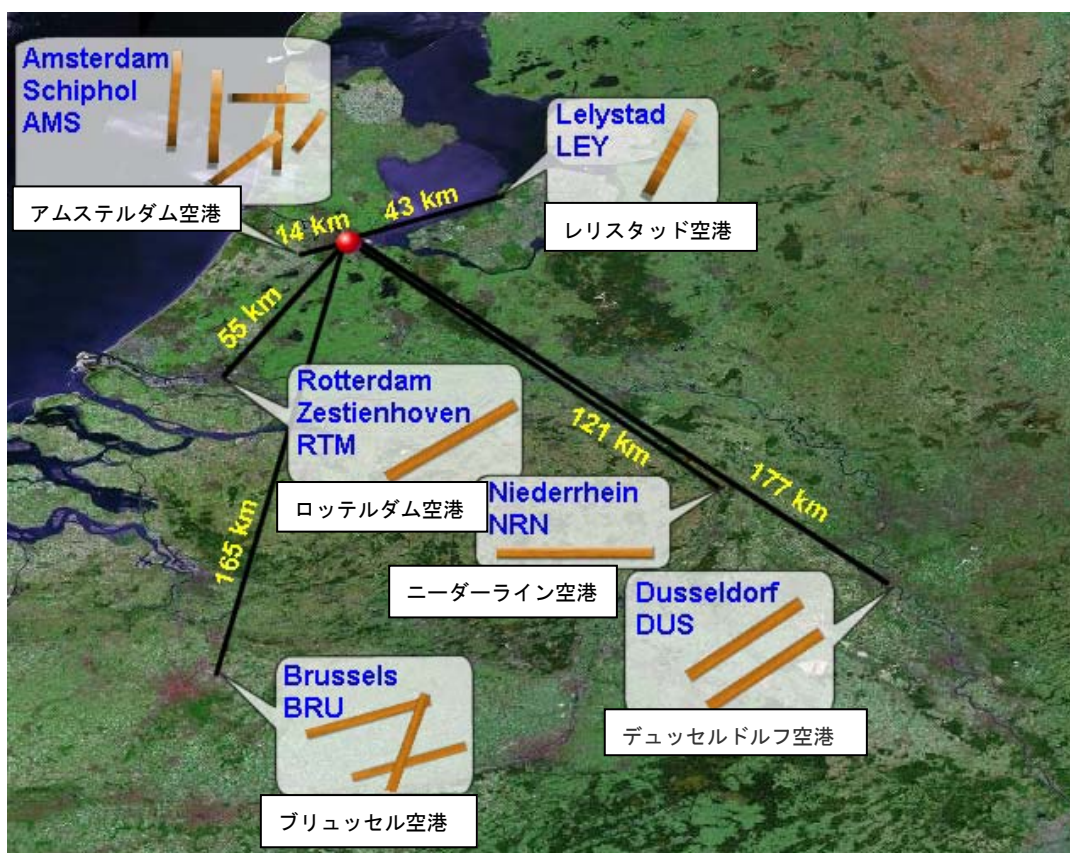 Amsterdam
Schiphol
AMS
アムステルダム空港
Lelystad
LEY
レリスタッド空港
14 km
43 km
55 km
Rotterdam
Zestienhoven
RTM
ロッテルダム空港
121 km
177 km
165 km
Niederrhein
NRN
ニーダーライン空港
Dusseldorf
DUS
デュッセルドルフ空港
Brussels
BRU
ブリュッセル空港